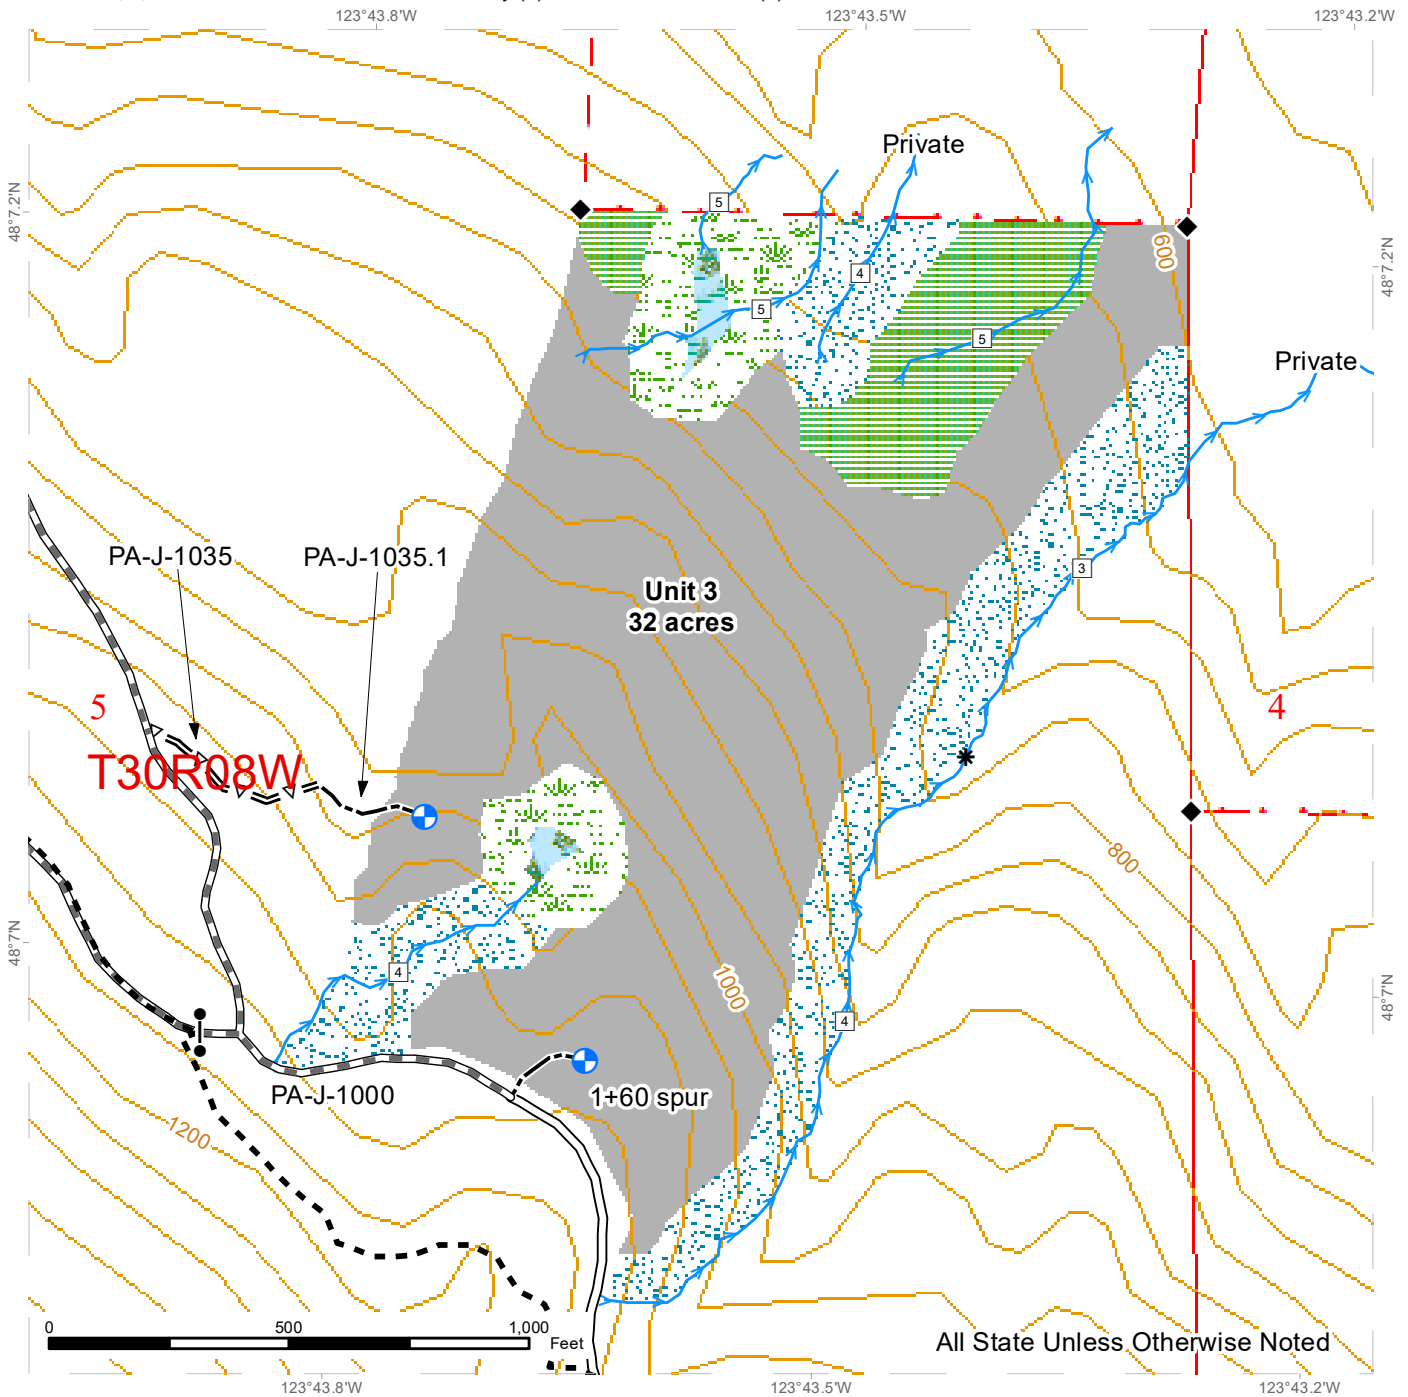 123°43.8'W
123°43.5'W
123°43.2'W
48°7.2'N
48°7.2'N
Private
600
5
4
5
5
Private
PA-J-1035
PA-J-1035.1
Unit 3
32 acres
3
5
4
T30R08W
800
48°7'N
48°7'N
4
1000
4
PA-J-1000
1+60 spur
1200
0
500
1,000
Feet
All State Unless Otherwise Noted
123°43.8'W
123°43.5'W
123°43.2'W